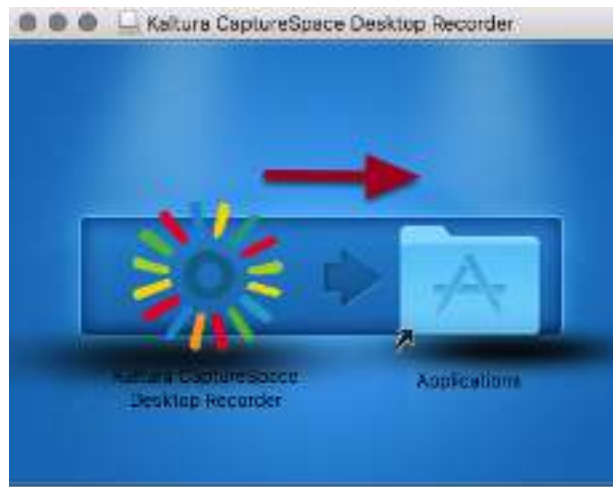 Kaltura CaptureSpace Desktop Recorder
Kaltura CaptureSpace
Desktop Recorder
Applications